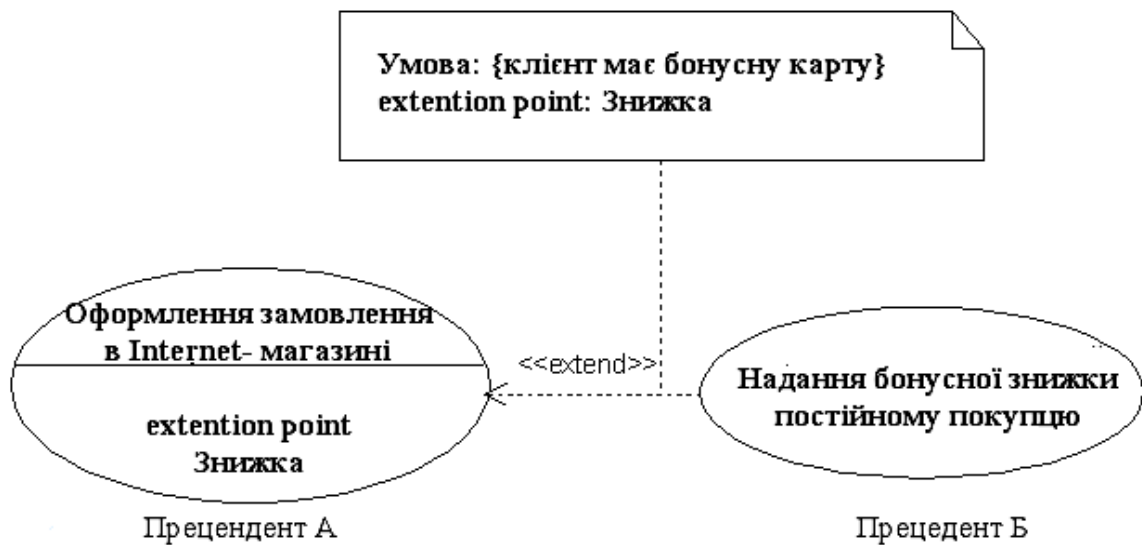 Умова: {клієнт має бонусну карту}
extention point: Знижка
Оформлення замовлення
в Internet- магазині
extention point
Знижка
<<extend>>
Надання бонусної знижки
постійному покупцю
Прецендент А
Прецедент Б